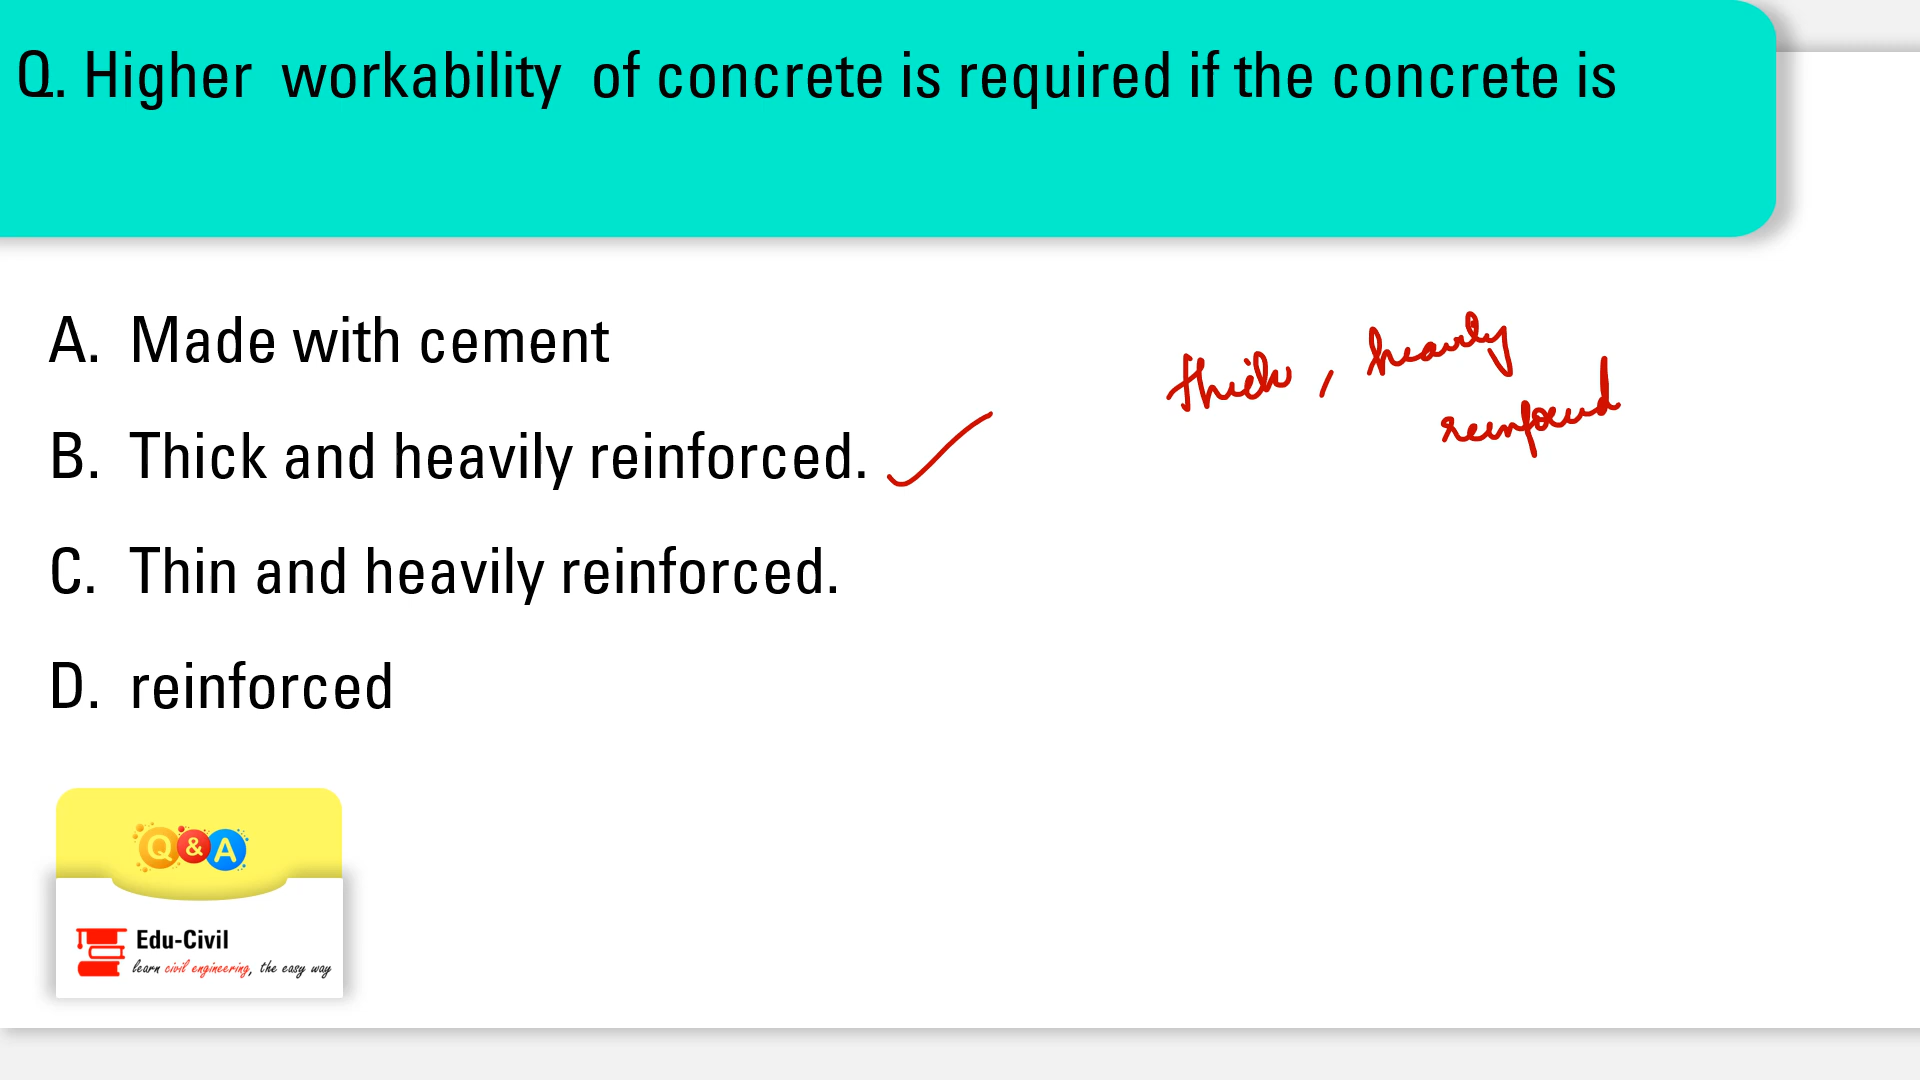 Q. Higher workability of concrete is required if the concrete is
A. Made with cement
thick, heavily
reinforced
B. Thick and heavily reinforced.
C. Thin and heavily reinforced.
D. reinforced
Q&A
Edu-Civil
learn civil engineering, the easy way